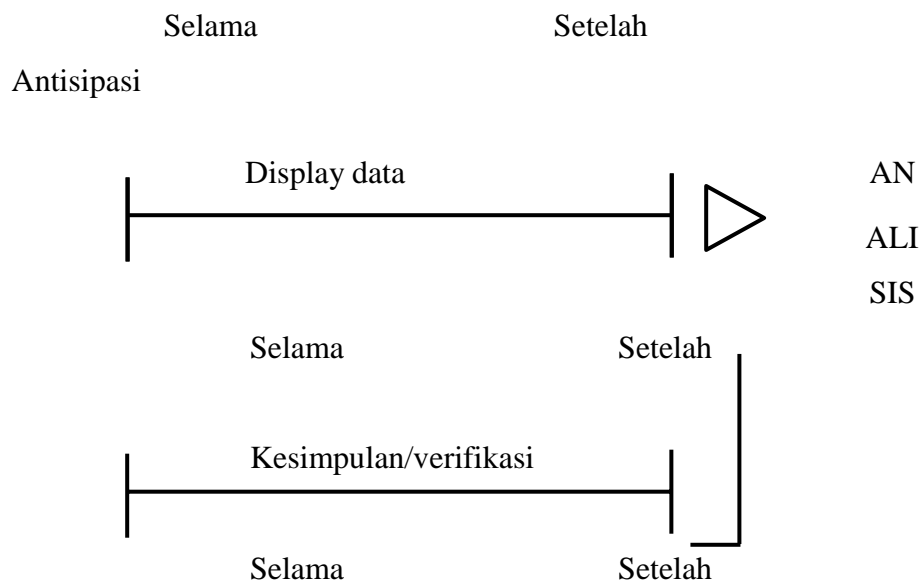 Selama Setelah
Antisipasi
Display data AN
ALI
SIS
Selama Setelah
Kesimpulan/verifikasi
Selama Setelah